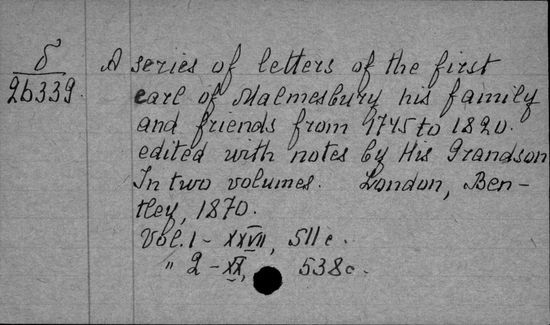 б
26339.
A series of letters of the first
earl of Malmesbury his family
and friends from 1745 to 1820.
edited with notes by His Grandson
In two volumes. London, Ben-
tley, 1870.
Vol. 1 - XXVII, 511 c.
" 2 - XX, 538 c.